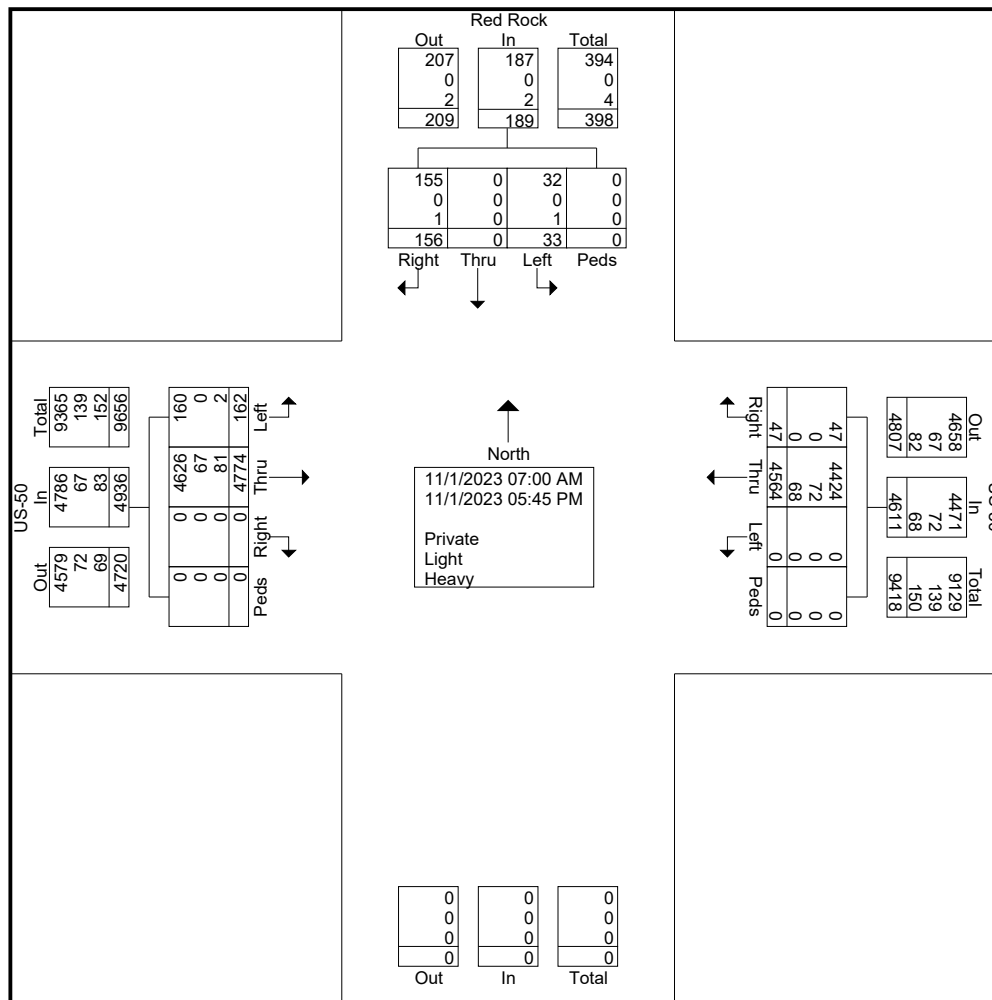 Red Rock
Out In Total
207 187 394
0 0 0
2 2 4
209 189 398
155 0 32 0
0 0 0 0
1 0 1 0
156 0 33 0
Right Thru Left Peds
US-50
Total In Out
9365 4786 4579
139 67 72
152 83 69
9656 4936 4720
Left Thru Right Peds
160 4626 0 0
0 67 0 0
2 81 0 0
162 4774 0 0
North
11/1/2023 07:00 AM
11/1/2023 05:45 PM
Private
Light
Heavy
Right Thru Left Peds
47 4424 0 0
0 72 0 0
0 68 0 0
47 4564 0 0
Out In Total
4658 4471 9129
67 72 139
82 68 150
4807 4611 9418
0 0 0
0 0 0
0 0 0
0 0 0
Out In Total